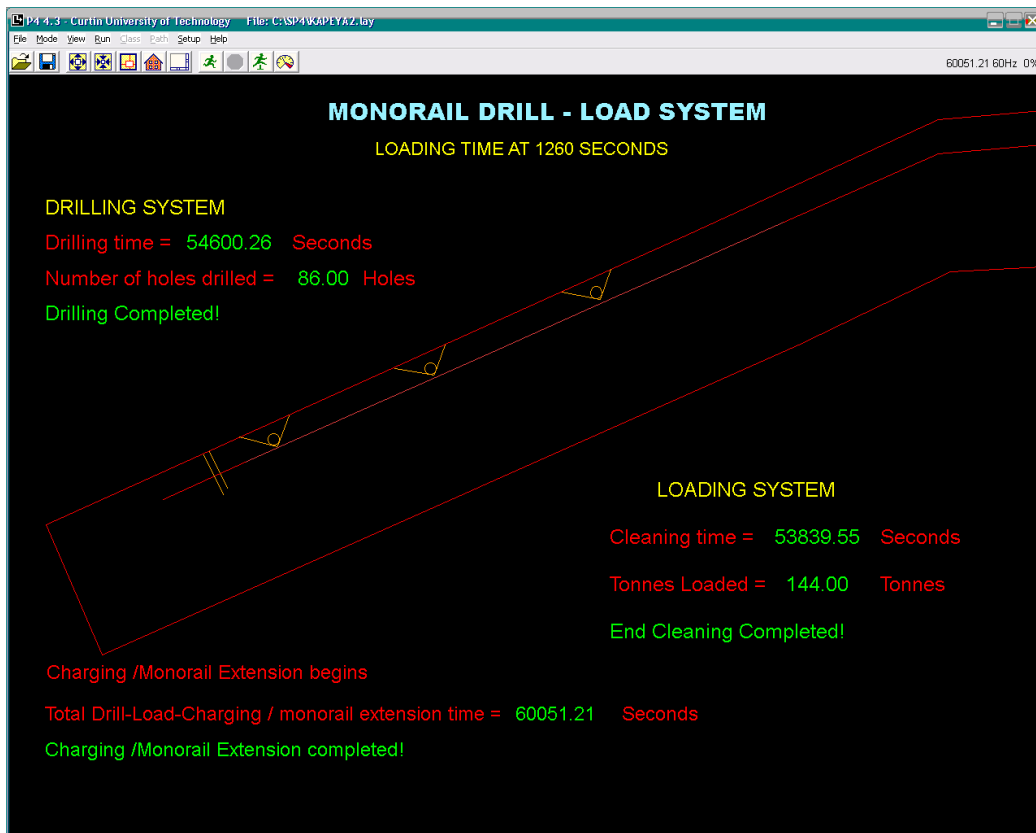 P4 4.3 - Curtin University of Technology File: C:\SP4\KAPEYA2.lay
File Mode View Run Class Path Setup Help
60051.21 60Hz 0%
MONORAIL DRILL - LOAD SYSTEM
LOADING TIME AT 1260 SECONDS
DRILLING SYSTEM
Drilling time = 54600.26 Seconds
Number of holes drilled = 86.00 Holes
Drilling Completed!
LOADING SYSTEM
Cleaning time = 53839.55 Seconds
Tonnes Loaded = 144.00 Tonnes
End Cleaning Completed!
Charging /Monorail Extension begins
Total Drill-Load-Charging / monorail extension time = 60051.21 Seconds
Charging /Monorail Extension completed!